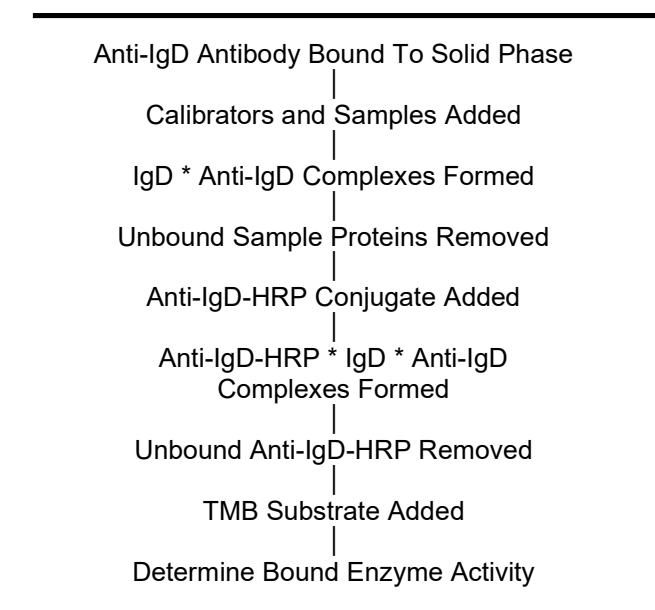 Anti-IgD Antibody Bound To Solid Phase
Calibrators and Samples Added
IgD * Anti-IgD Complexes Formed
Unbound Sample Proteins Removed
Anti-IgD-HRP Conjugate Added
Anti-IgD-HRP * IgD * Anti-IgD
Complexes Formed
Unbound Anti-IgD-HRP Removed
TMB Substrate Added
Determine Bound Enzyme Activity